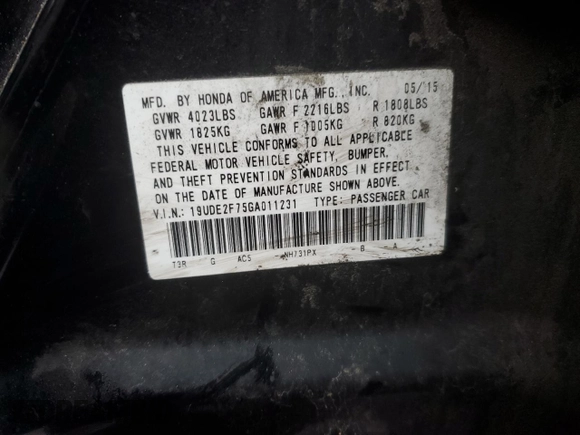 MFD. BY HONDA OF AMERICA MFG., INC. 05/15
GVWR 4023LBS GAWR F 2216LBS R 1808LBS
GVWR 1825KG GAWR F 1005KG R 820KG
THIS VEHICLE CONFORMS TO ALL APPLICABLE
FEDERAL MOTOR VEHICLE SAFETY, BUMPER,
AND THEFT PREVENTION STANDARDS IN EFFECT
ON THE DATE OF MANUFACTURE SHOWN ABOVE.
V.I.N.: 19UDE2F75GA011231 TYPE: PASSENGER CAR
T3R G AC5 NH731PX B A